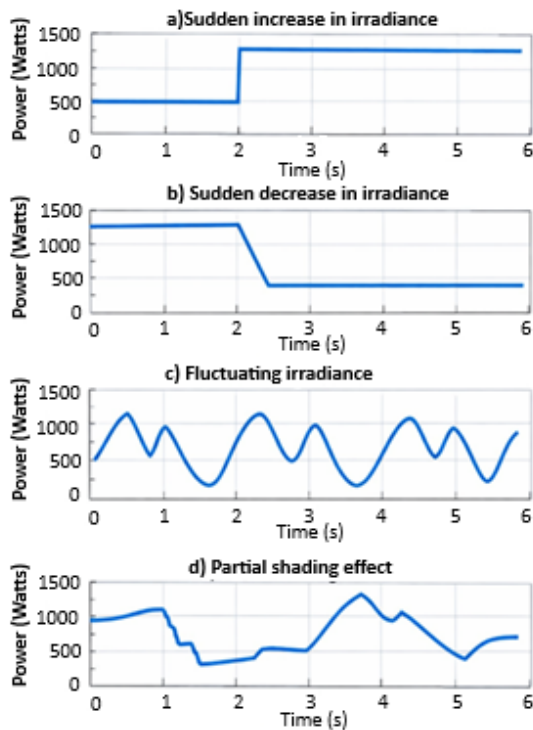 a)Sudden increase in irradiance
Power (Watts)
1500
1000
500
0
0 1 2 3 4 5 6
Time (s)
b) Sudden decrease in irradiance
Power (Watts)
1500
1000
500
0
0 1 2 3 4 5 6
Time (s)
c) Fluctuating irradiance
Power (Watts)
1500
1000
500
0
0 1 2 3 4 5 6
Time (s)
d) Partial shading effect
Power (Watts)
1500
1000
500
0
0 1 2 3 4 5 6
Time (s)